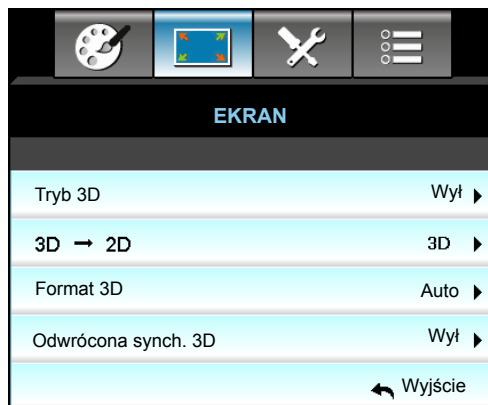 EKRAN
Tryb 3D Wył
3D → 2D 3D
Format 3D Auto
Odwrócona synch. 3D Wył
Wyjście